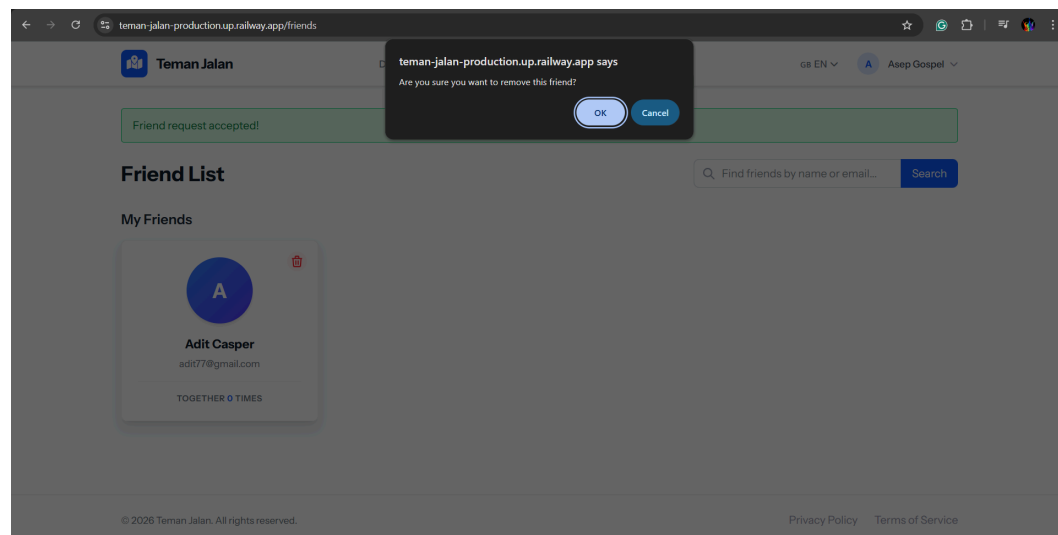 teman-jalan-production.up.railway.app/friends
Teman Jalan
D
GB EN
A
Asep Gospel
teman-jalan-production.up.railway.app says
Are you sure you want to remove this friend?
OK
Cancel
Friend request accepted!
Friend List
Find friends by name or email...
Search
My Friends
A
Adit Casper
adit77@gmail.com
TOGETHER 0 TIMES
© 2026 Teman Jalan. All rights reserved.
Privacy Policy
Terms of Service